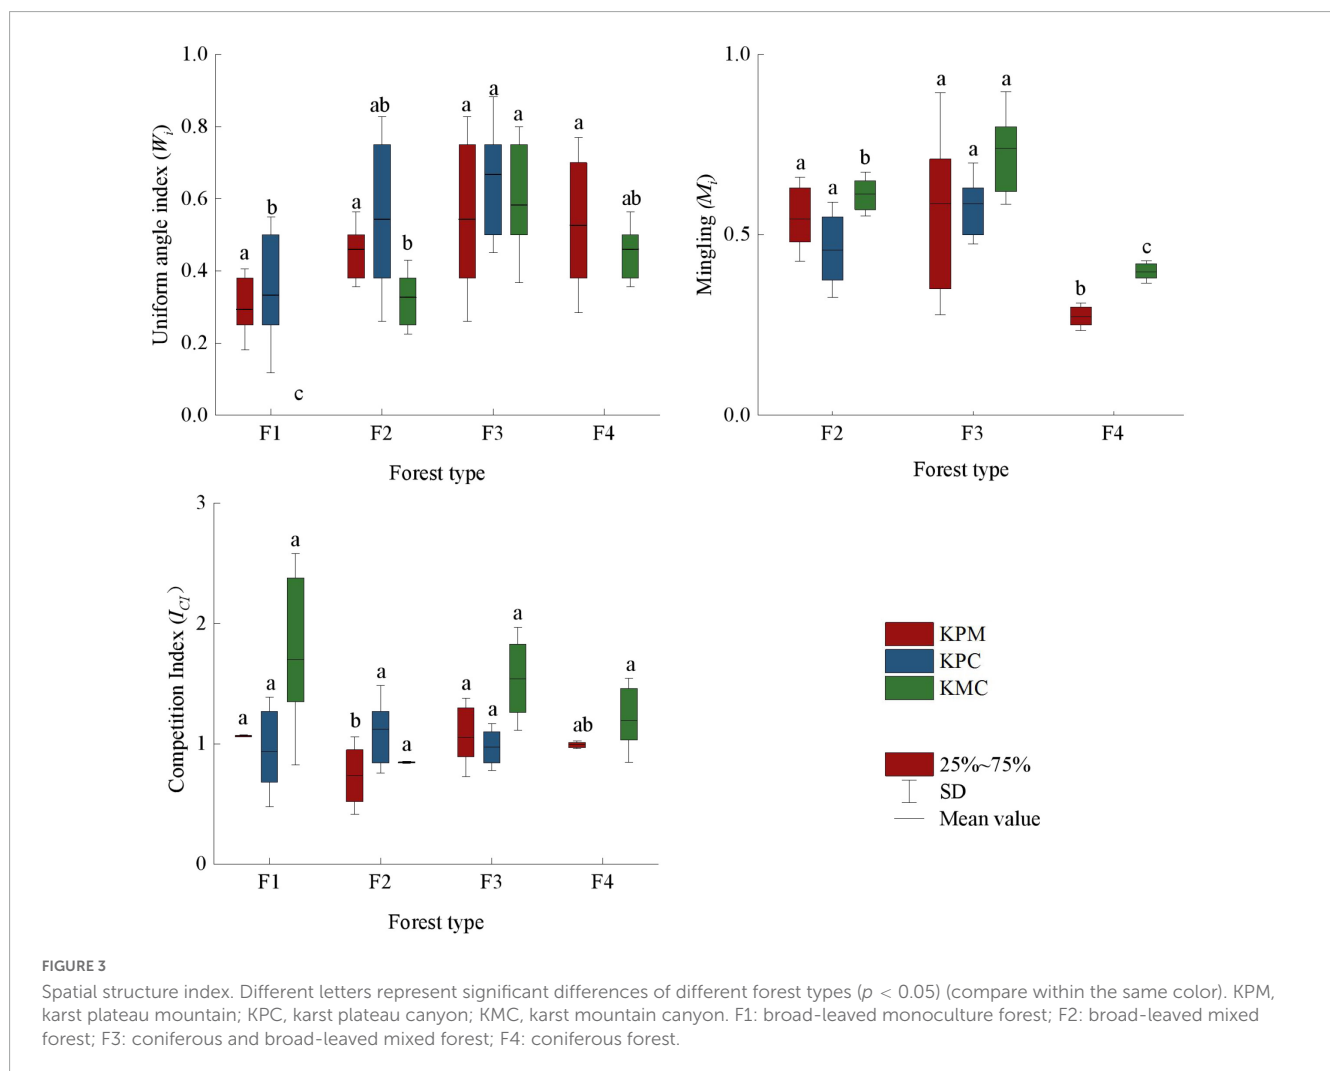 1.0
0.8
0.6
0.4
0.2
0.0
Uniform angle index (Wi)
a
b
c
a
ab
b
a
a
a
a
ab
F1
F2
F3
F4
Forest type
1.0
0.5
0.0
Mingling (Mi)
a
a
b
a
a
a
b
c
F2
F3
F4
Forest type
3
2
1
0
Competition Index (ICI)
a
a
a
b
a
a
a
a
a
ab
a
F1
F2
F3
F4
Forest type
KPM
KPC
KMC
25%~75%
SD
Mean value
FIGURE 3
Spatial structure index. Different letters represent significant differences of different forest types (p < 0.05) (compare within the same color). KPM,
karst plateau mountain; KPC, karst plateau canyon; KMC, karst mountain canyon. F1: broad-leaved monoculture forest; F2: broad-leaved mixed
forest; F3: coniferous and broad-leaved mixed forest; F4: coniferous forest.